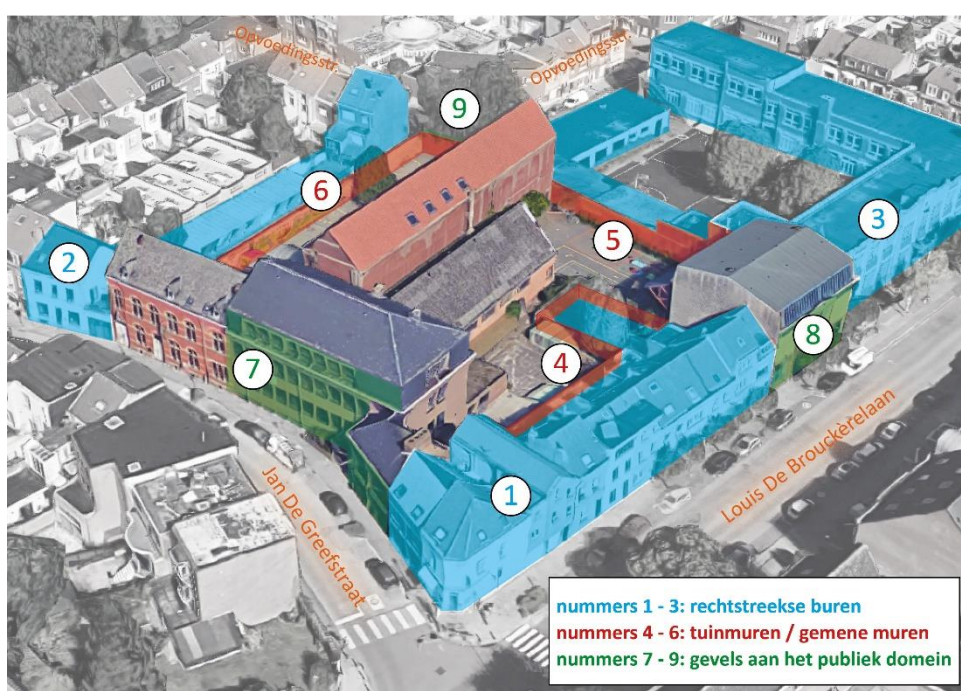 Opvoedingsstr.
Opvoedingsstr.
9
6
3
2
5
7
8
4
1
Jan De Greefstraat
Louis De Brouckèrelaan
nummers 1 - 3: rechtstreekse buren
nummers 4 - 6: tuinmuren / gemene muren
nummers 7 - 9: gevels aan het publiek domein